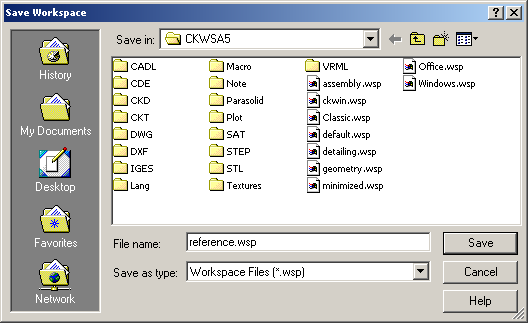 Save Workspace
Save in: CKWSA5
History
My Documents
Desktop
Favorites
Network
CADL
CDE
CKD
CKT
DWG
DXF
IGES
Lang
Macro
Note
Parasolid
Plot
SAT
STEP
STL
Textures
VRML
assembly.wsp
ckwin.wsp
Classic.wsp
default.wsp
detailing.wsp
geometry.wsp
minimized.wsp
Office.wsp
Windows.wsp
File name: reference.wsp
Save
Save as type: Workspace Files (*.wsp)
Cancel
Help